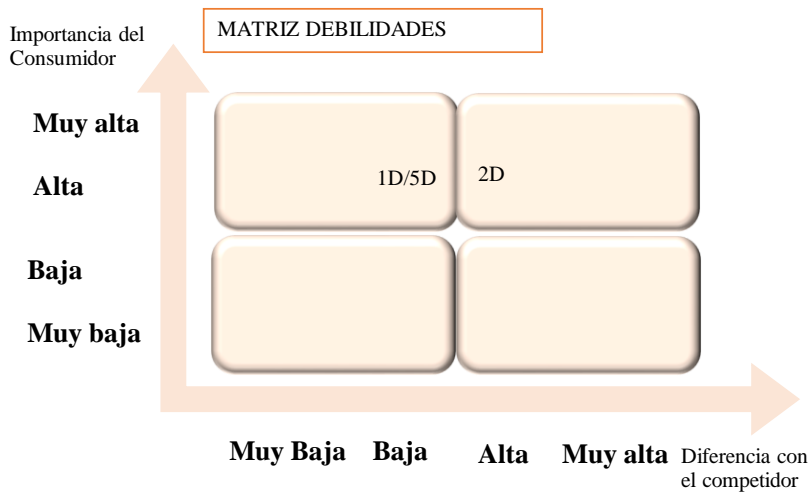 MATRIZ DEBILIDADES
Importancia del
Consumidor
Muy alta
Alta
1D/5D
2D
Baja
Muy baja
Muy Baja
Baja
Alta
Muy alta
Diferencia con
el competidor